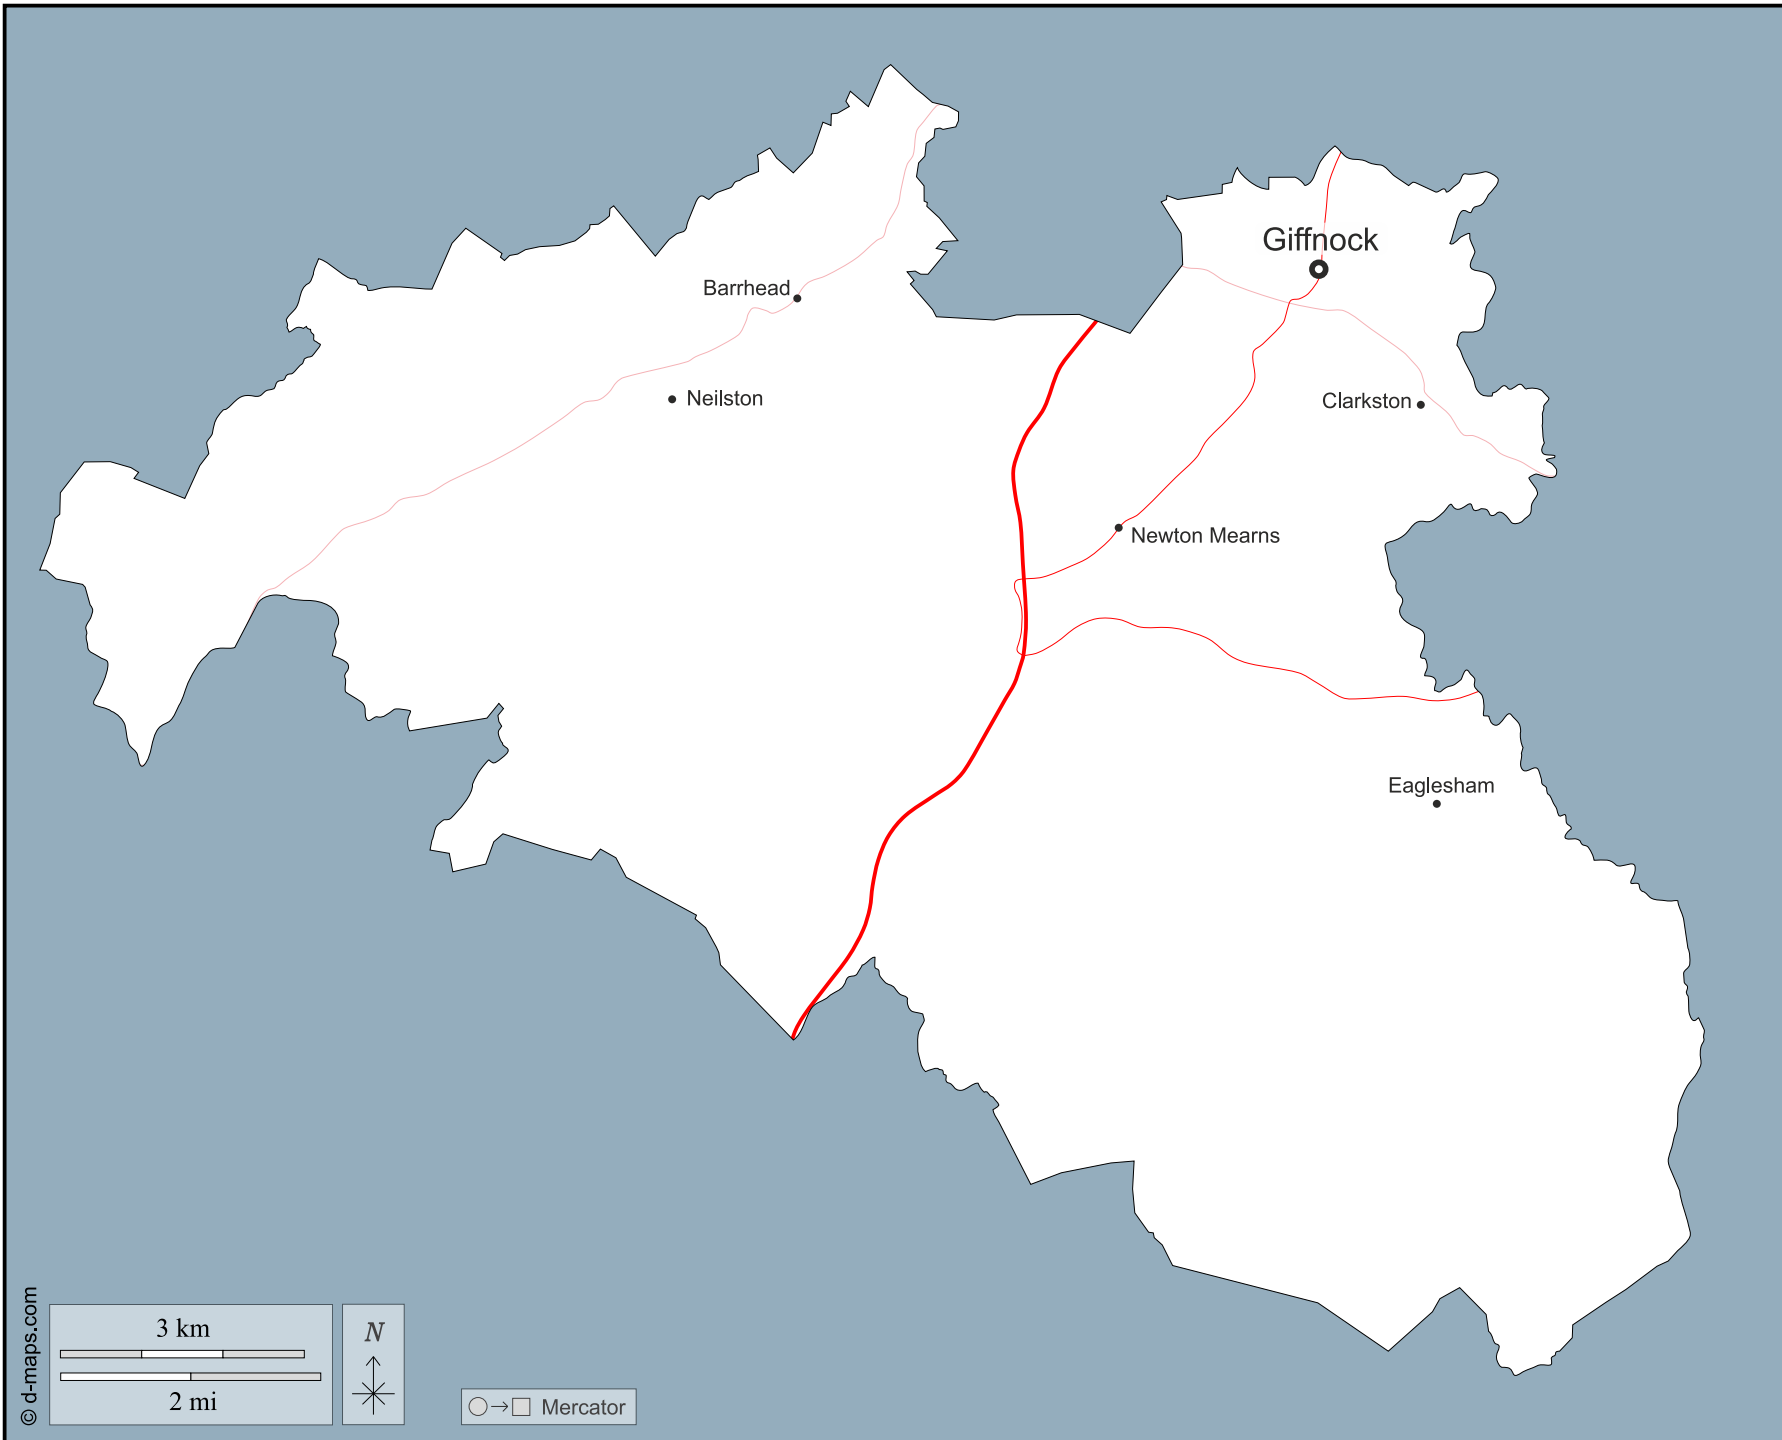 Giffnock
Barrhead
Neilston
Clarkston
Newton Mearns
Eaglesham
3 km
2 mi
N
Mercator
© d-maps.com